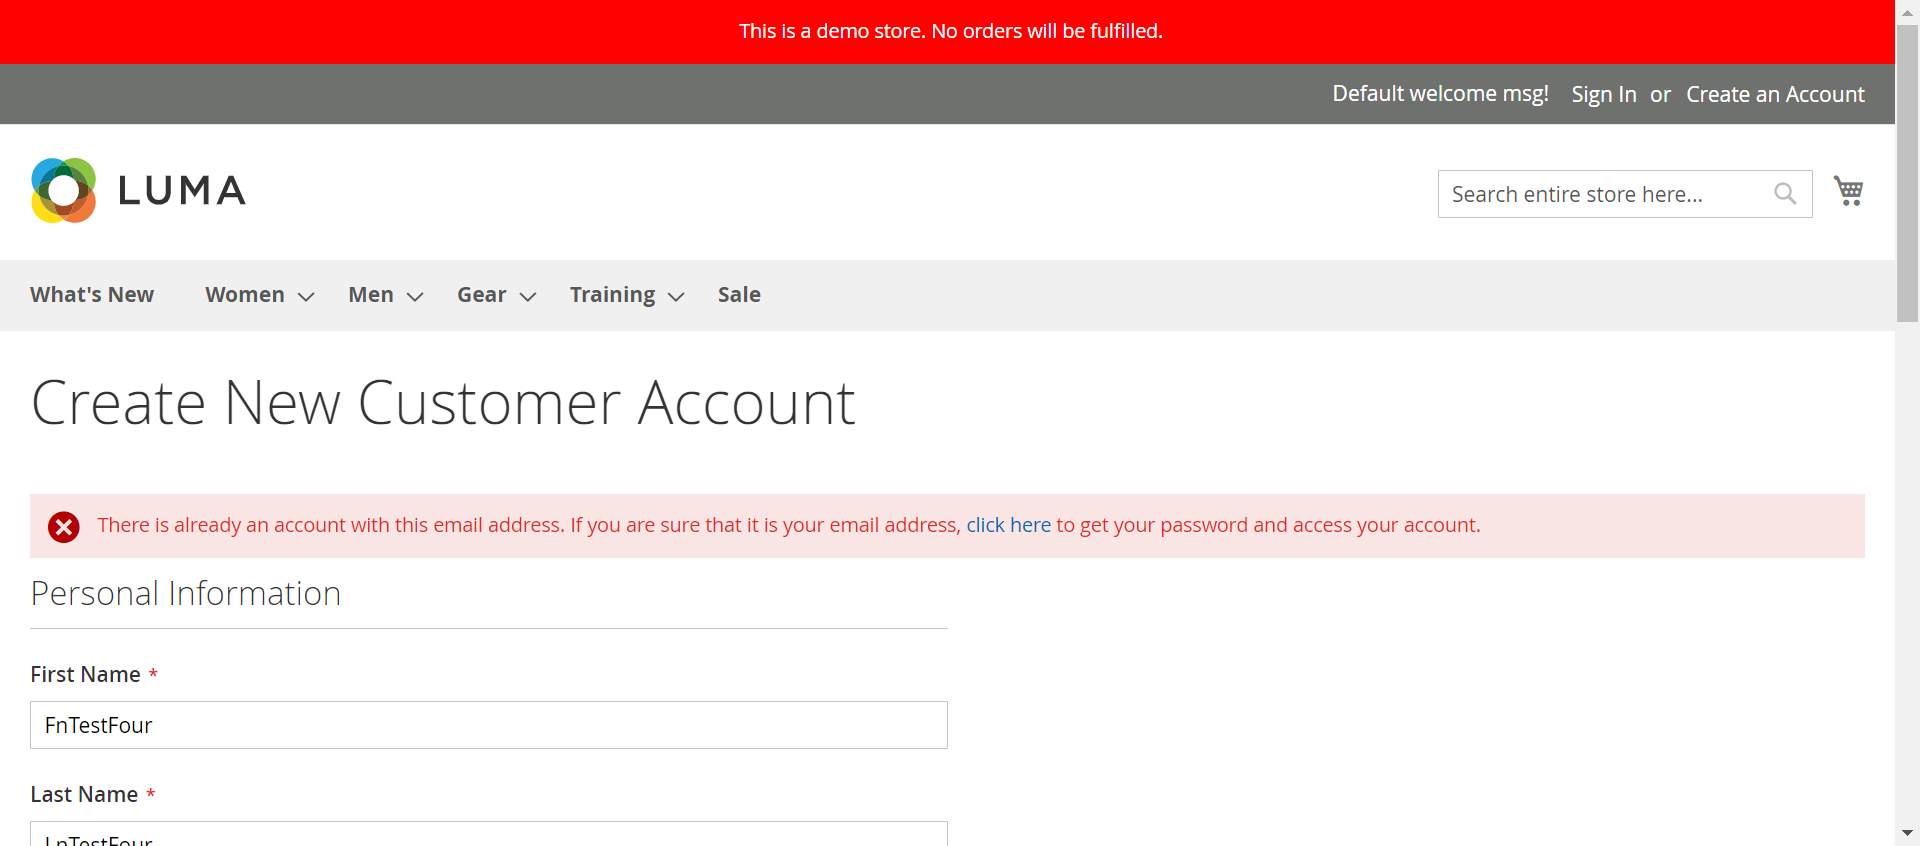 This is a demo store. No orders will be fulfilled.
Default welcome msg! Sign In or Create an Account
LUMA
Search entire store here...
What's New Women Men Gear Training Sale
Create New Customer Account
There is already an account with this email address. If you are sure that it is your email address, click here to get your password and access your account.
Personal Information
First Name *
FnTestFour
Last Name *
LnTestFour